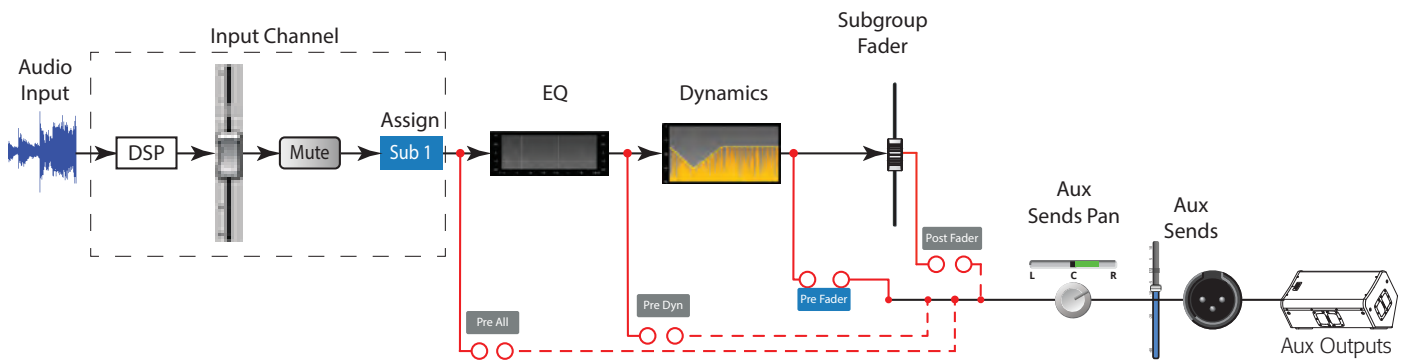 Subgroup
Fader
Input Channel
Audio
Input
EQ
Dynamics
Assign
DSP
Mute
Sub 1
Aux
Sends Pan
Aux
Sends
Post Fader
L C R
Pre Fader
Pre Dyn
Pre All
Aux Outputs